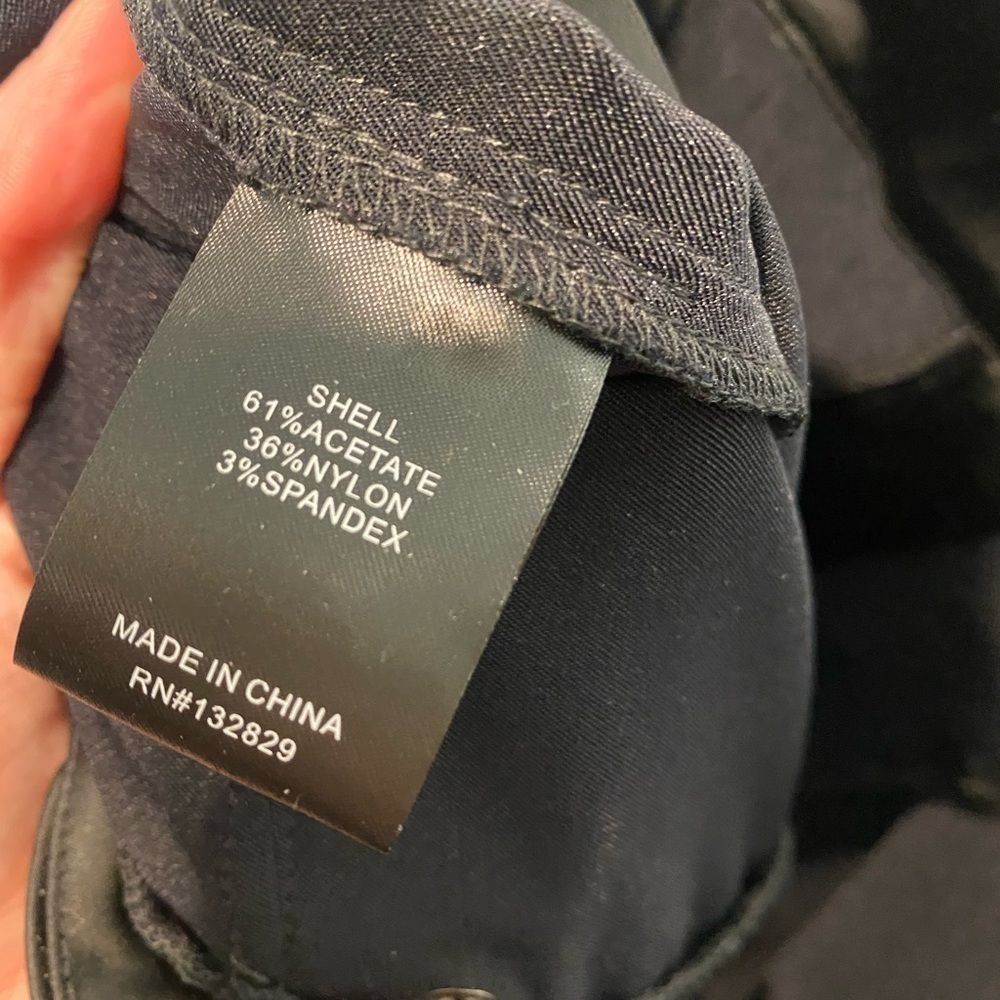 SHELL
61%ACETATE
36%NYLON
3%SPANDEX
MADE IN CHINA
RN#132829